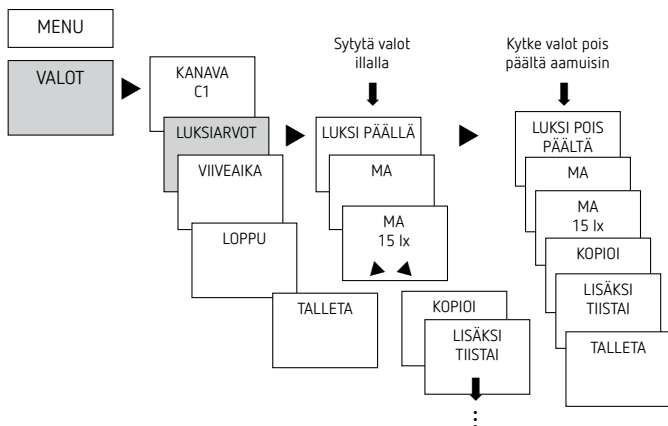 MENU
VALOT
KANAVA
C1
LUKSIARVOT
VIIVEAIKA
LOPPU
TALLETA
Sytytä valot
illalla
LUKSI PÄÄLLÄ
MA
MA
15 lx
KOPIOI
LISÄKSI
TIISTAI
Kytke valot pois
päältä aamuisin
LUKSI POIS
PÄÄLTÄ
MA
MA
15 lx
KOPIOI
LISÄKSI
TIISTAI
TALLETA